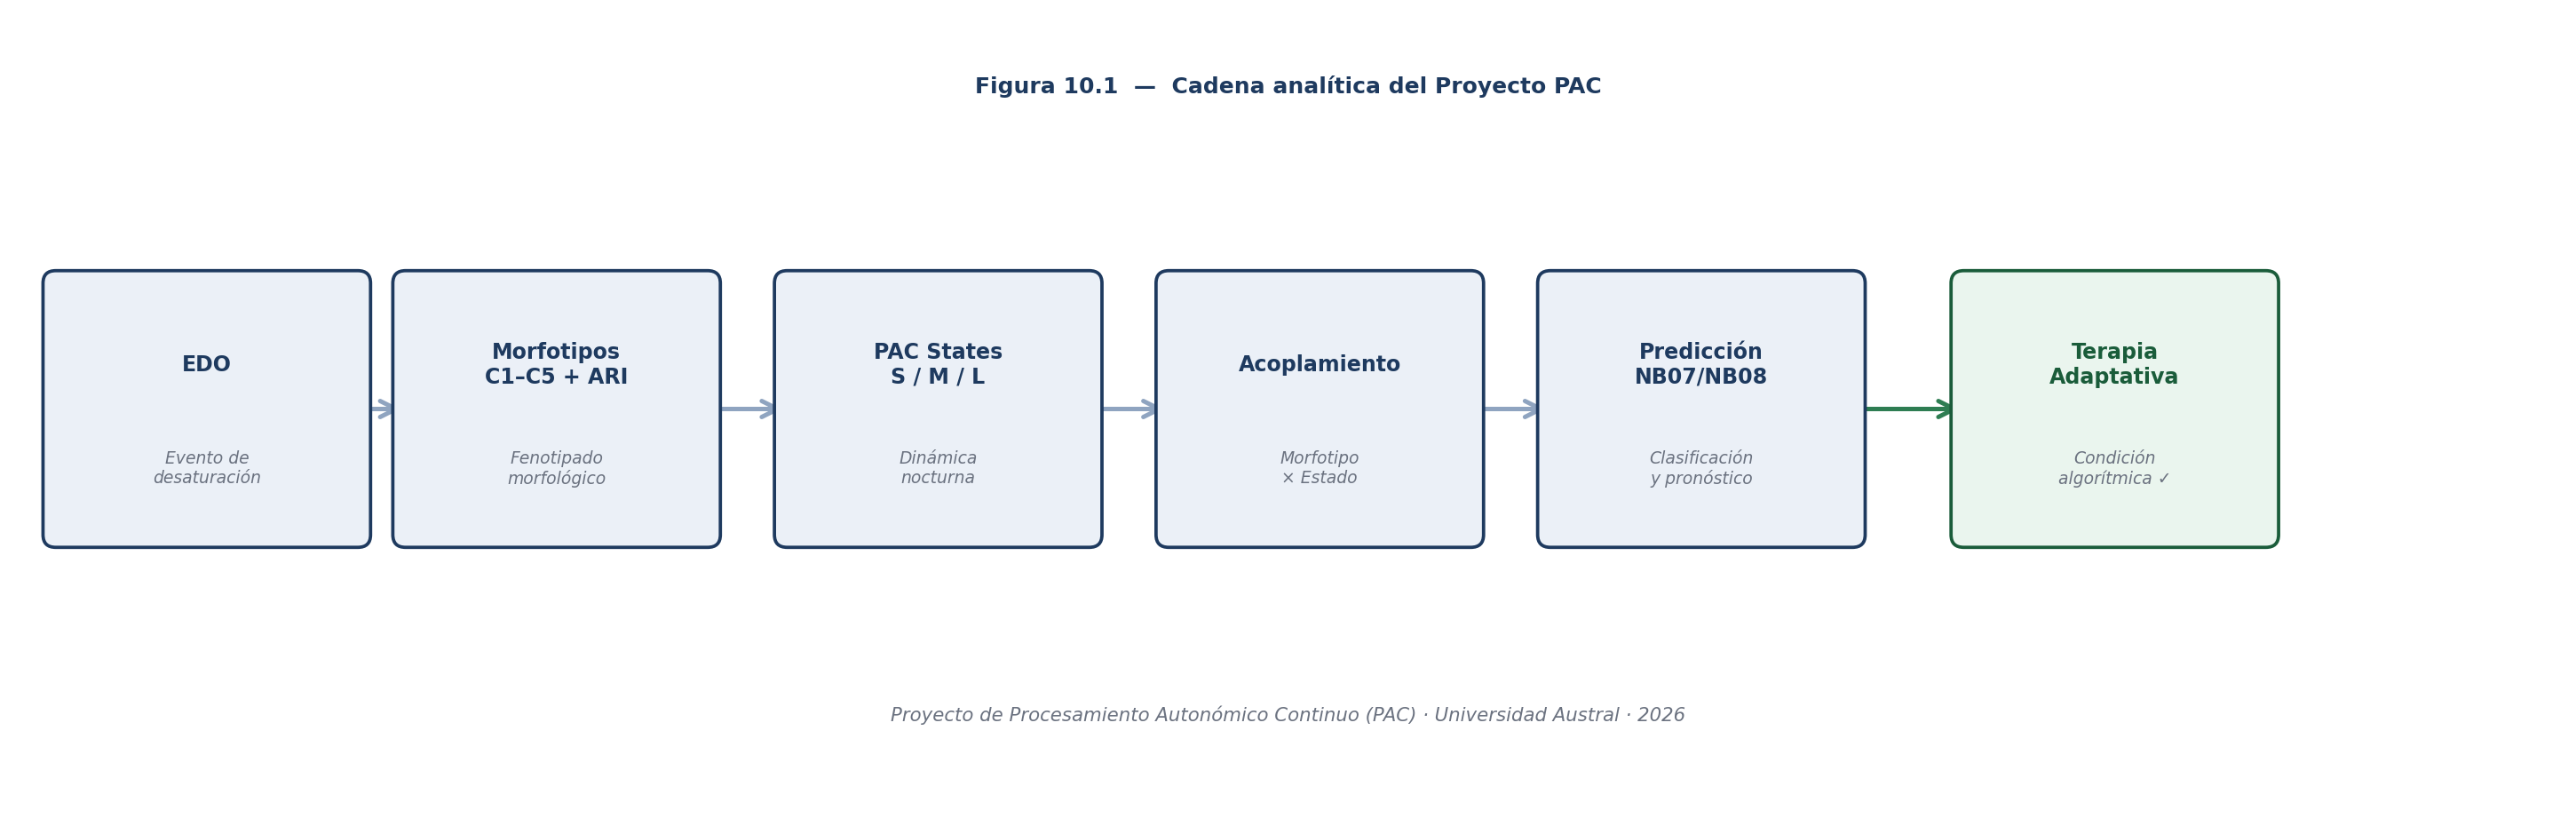 Figura 10.1 — Cadena analítica del Proyecto PAC
EDO
Evento de
desaturación
Morfotipos
C1–C5 + ARI
Fenotipado
morfológico
PAC States
S / M / L
Dinámica
nocturna
Acoplamiento
Morfotipo
× Estado
Predicción
NB07/NB08
Clasificación
y pronóstico
Terapia
Adaptativa
Condición
algorítmica ✓
Proyecto de Procesamiento Autonómico Continuo (PAC) · Universidad Austral · 2026